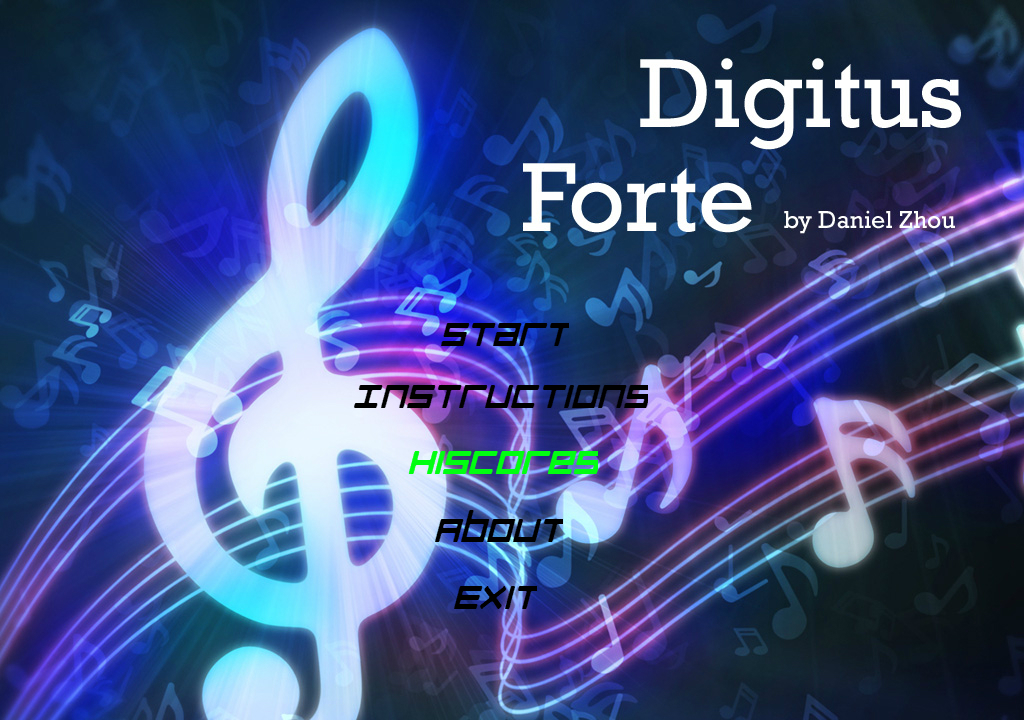 Digitus
Forte
by Daniel Zhou
Start
Instructions
Hiscores
About
Exit